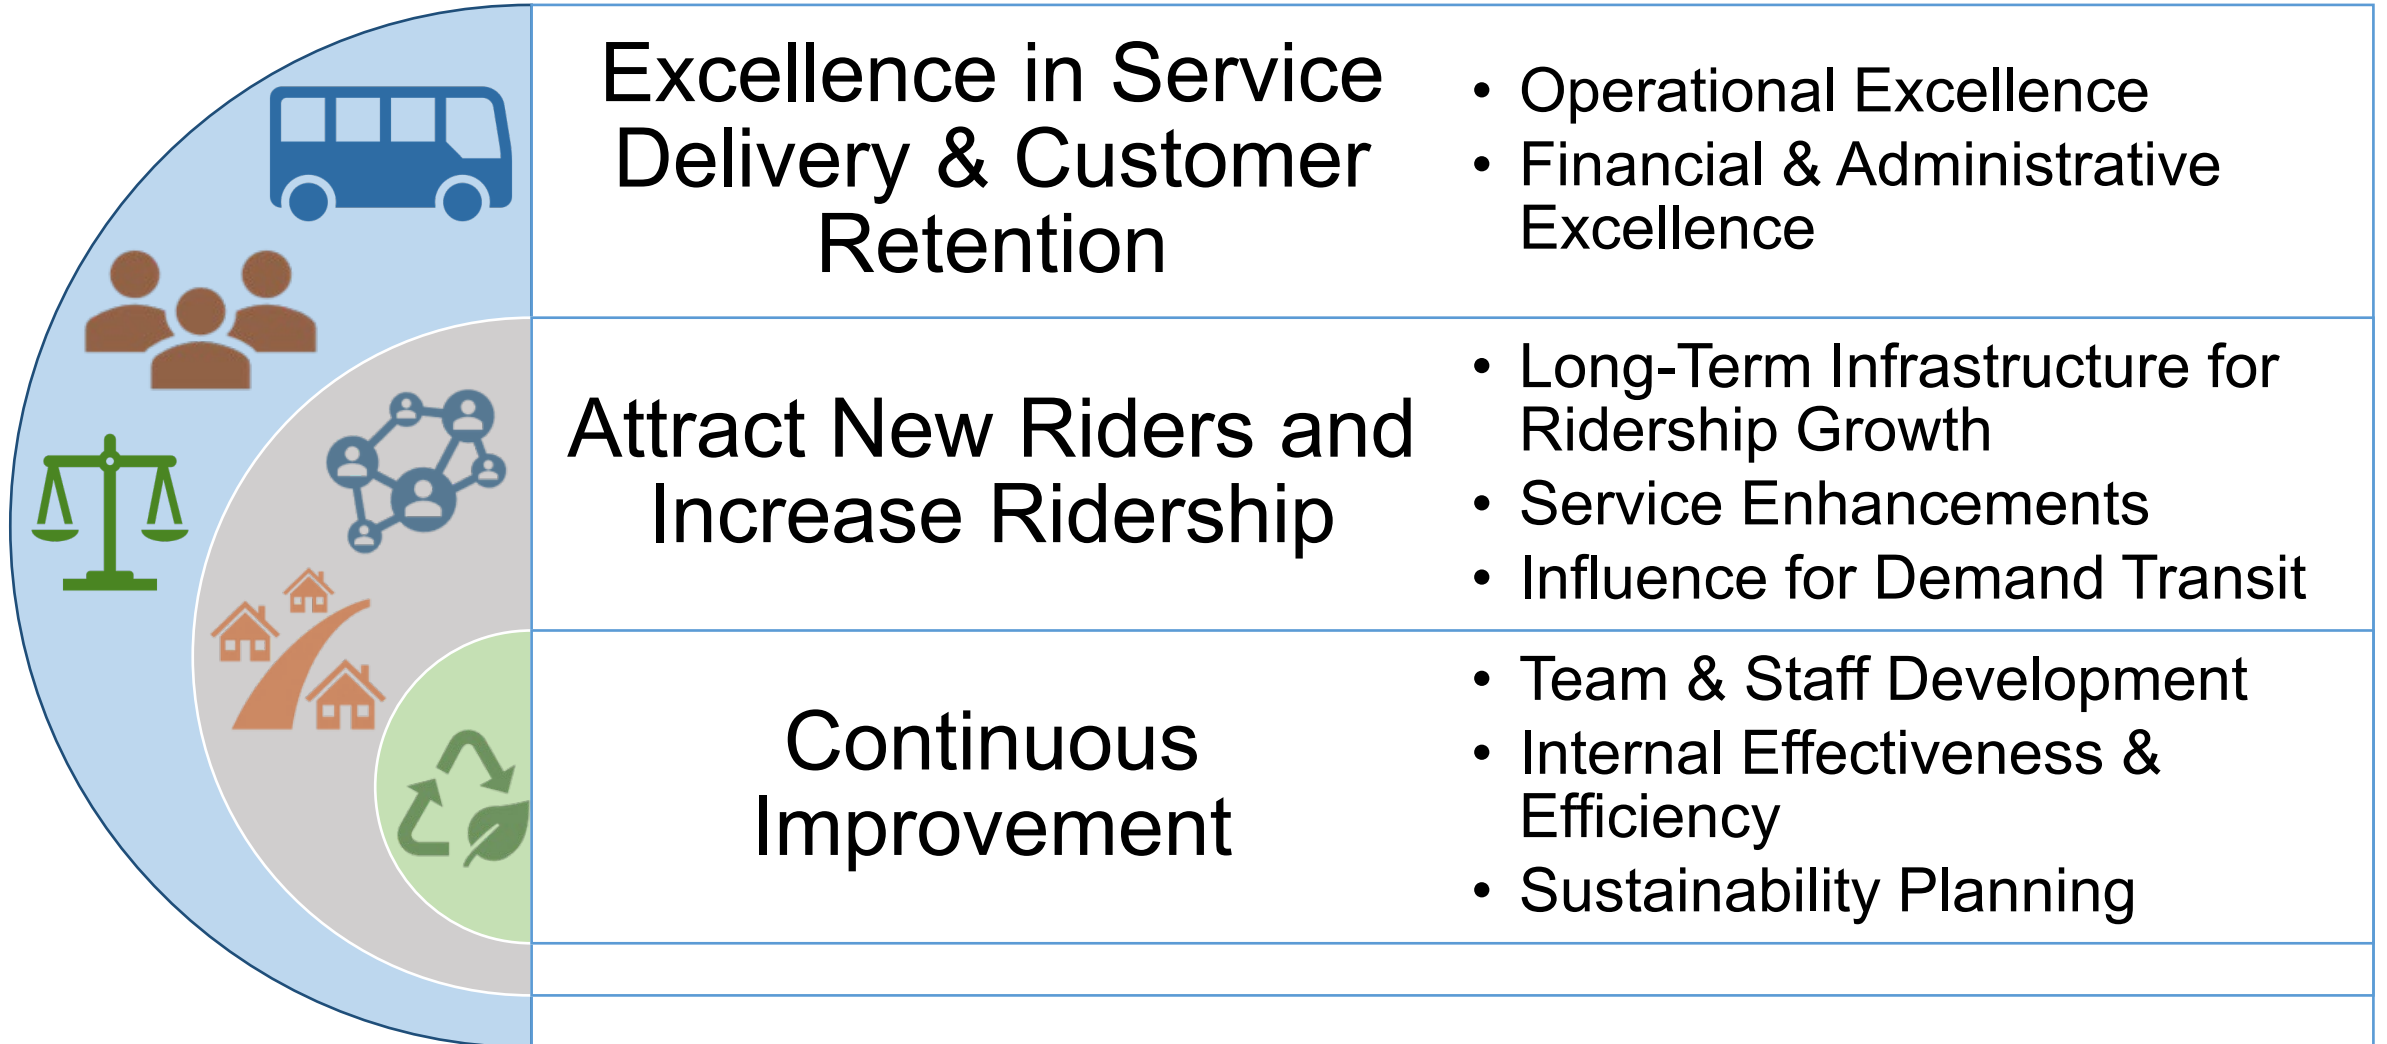 Excellence in Service
Delivery & Customer
Retention
• Operational Excellence
• Financial & Administrative
Excellence
Attract New Riders and
Increase Ridership
• Long-Term Infrastructure for
Ridership Growth
• Service Enhancements
• Influence for Demand Transit
Continuous
Improvement
• Team & Staff Development
• Internal Effectiveness &
Efficiency
• Sustainability Planning